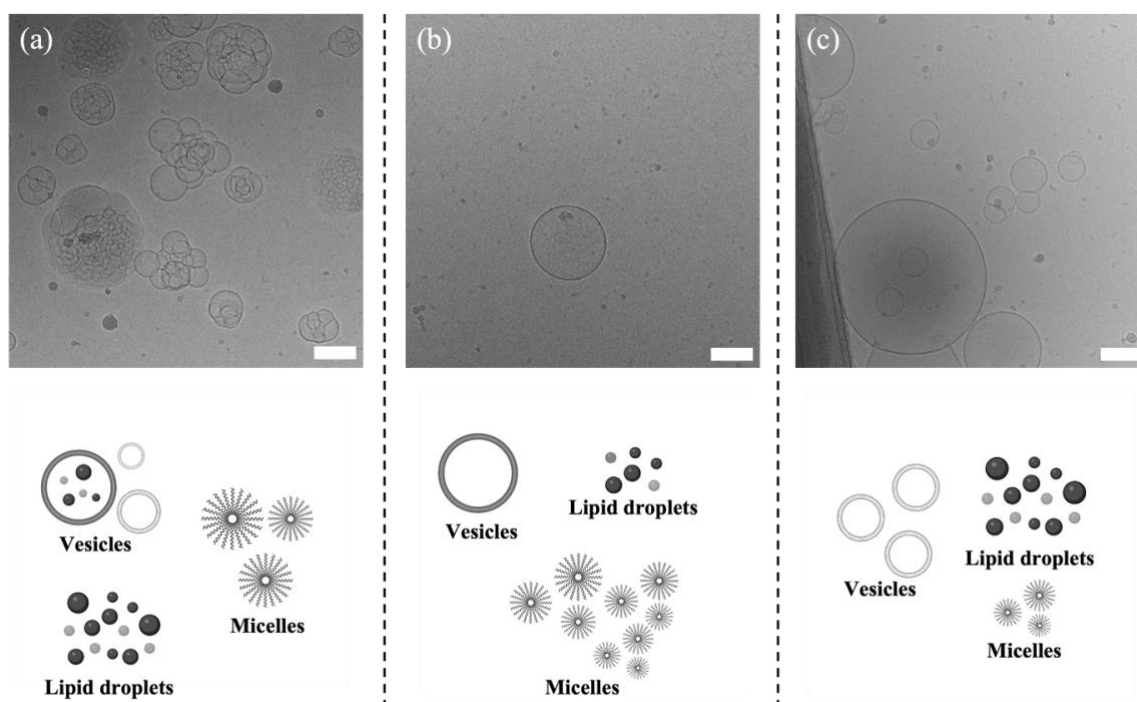 (a)
(b)
(c)
Vesicles
Micelles
Lipid droplets
Vesicles
Lipid droplets
Micelles
Vesicles
Lipid droplets
Micelles